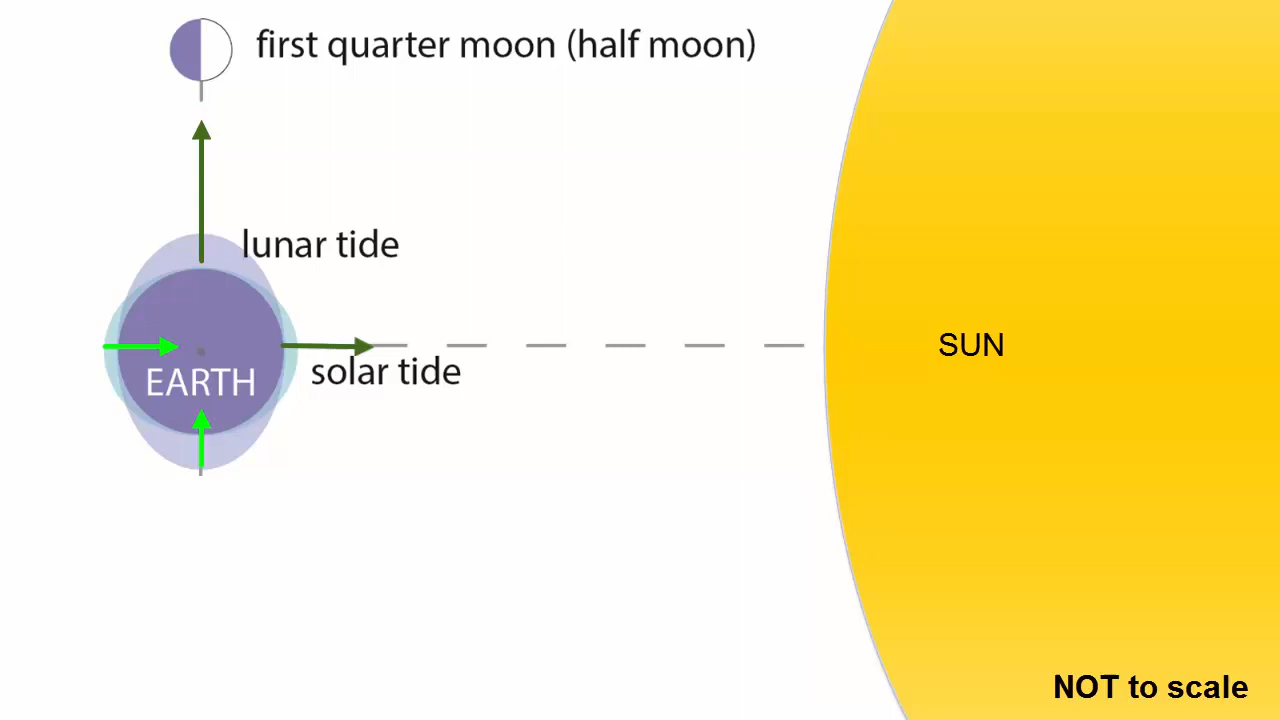 first quarter moon (half moon)
lunar tide
SUN
solar tide
EARTH
NOT to scale